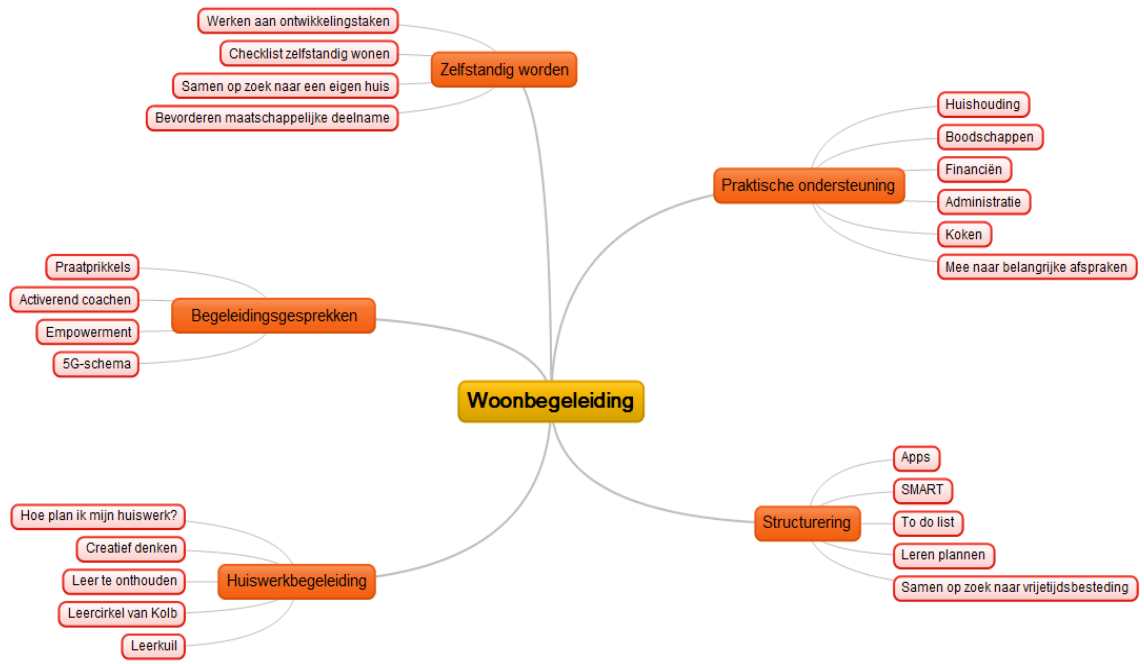 Woonbegeleiding
Zelfstandig worden
Werken aan ontwikkelingstaken
Checklist zelfstandig wonen
Samen op zoek naar een eigen huis
Bevorderen maatschappelijke deelname
Praktische ondersteuning
Huishouding
Boodschappen
Financiën
Administratie
Koken
Mee naar belangrijke afspraken
Begeleidingsgesprekken
Praatprikkels
Activerend coachen
Empowerment
5G-schema
Structurering
Apps
SMART
To do list
Leren plannen
Samen op zoek naar vrijetijdsbesteding
Huiswerkbegeleiding
Hoe plan ik mijn huiswerk?
Creatief denken
Leer te onthouden
Leercirkel van Kolb
Leerkuil